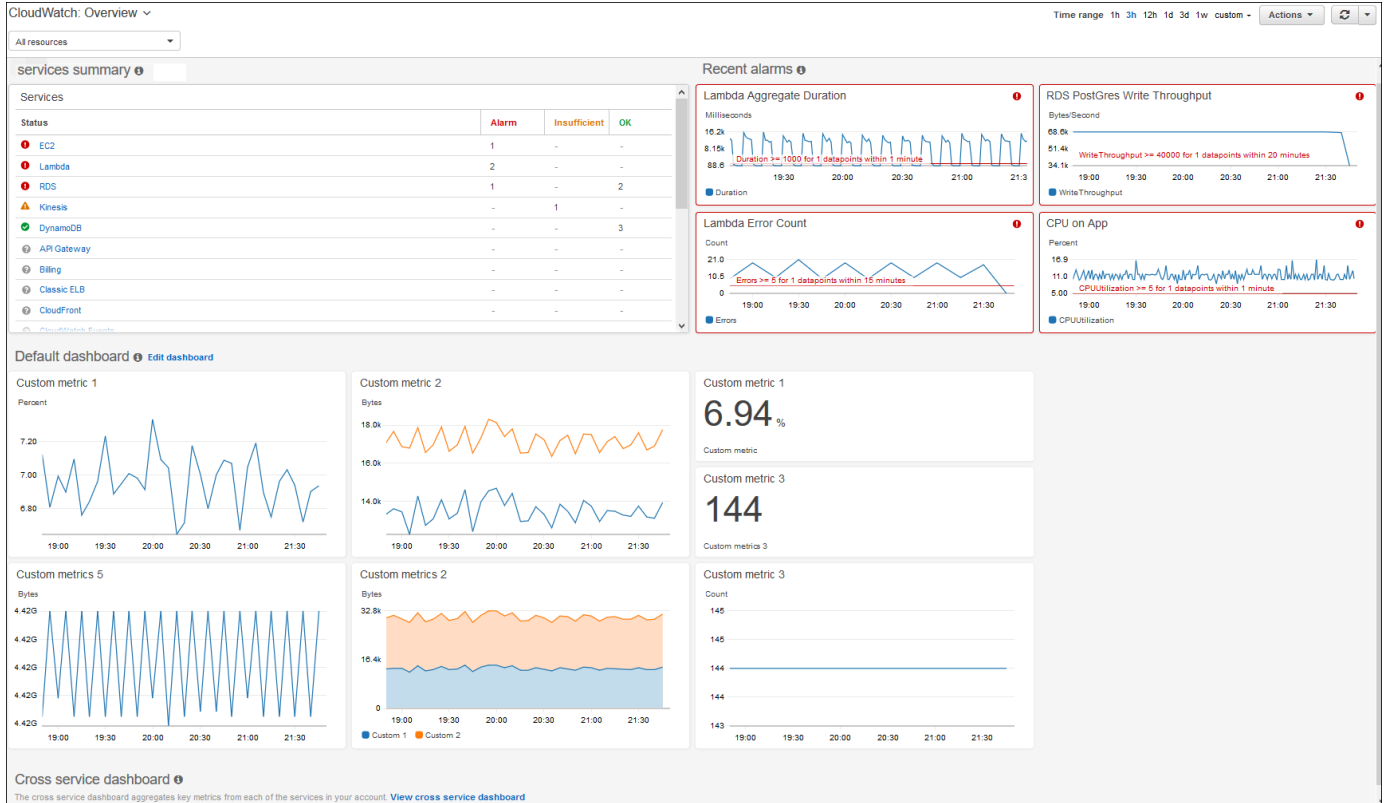 CloudWatch: Overview
Time range 1h 3h 12h 1d 3d 1w custom
Actions
All resources
services summary
Services
Status Alarm Insufficient OK
EC2 1 - -
Lambda 2 - -
RDS 1 - 2
Kinesis - 1 -
DynamoDB - - 3
API Gateway - - -
Billing - - -
Classic ELB - - -
CloudFront - - -
CloudWatch Events
Recent alarms
Lambda Aggregate Duration
Milliseconds
16.2k
8.15k
Duration >= 1000 for 1 datapoints within 1 minute
88.6
19:30 20:00 20:30 21:00 21:3
Duration
RDS PostGres Write Throughput
Bytes/Second
68.6k
51.4k
WriteThroughput >= 40000 for 1 datapoints within 20 minutes
34.1k
19:00 19:30 20:00 20:30 21:00 21:30
WriteThroughput
Lambda Error Count
Count
21.0
10.5
Errors >= 5 for 1 datapoints within 15 minutes
0
19:00 19:30 20:00 20:30 21:00 21:30
Errors
CPU on App
Percent
16.9
11.0
CPUUtilization >= 5 for 1 datapoints within 1 minute
5.00
19:00 19:30 20:00 20:30 21:00 21:30
CPUUtilization
Default dashboard Edit dashboard
Custom metric 1
Percent
7.20
7.00
6.80
19:00 19:30 20:00 20:30 21:00 21:30
Custom metric 2
Bytes
18.0k
16.0k
14.0k
19:00 19:30 20:00 20:30 21:00 21:30
Custom metric 1
6.94 %
Custom metric
Custom metric 3
144
Custom metrics 3
Custom metrics 5
Bytes
4.42G
4.42G
4.42G
4.42G
4.42G
19:00 19:30 20:00 20:30 21:00 21:30
Custom metrics 2
Bytes
32.8k
16.4k
0
19:00 19:30 20:00 20:30 21:00 21:30
Custom 1 Custom 2
Custom metric 3
Count
145
145
144
144
143
19:00 19:30 20:00 20:30 21:00 21:30
Cross service dashboard
The cross service dashboard aggregates key metrics from each of the services in your account. View cross service dashboard